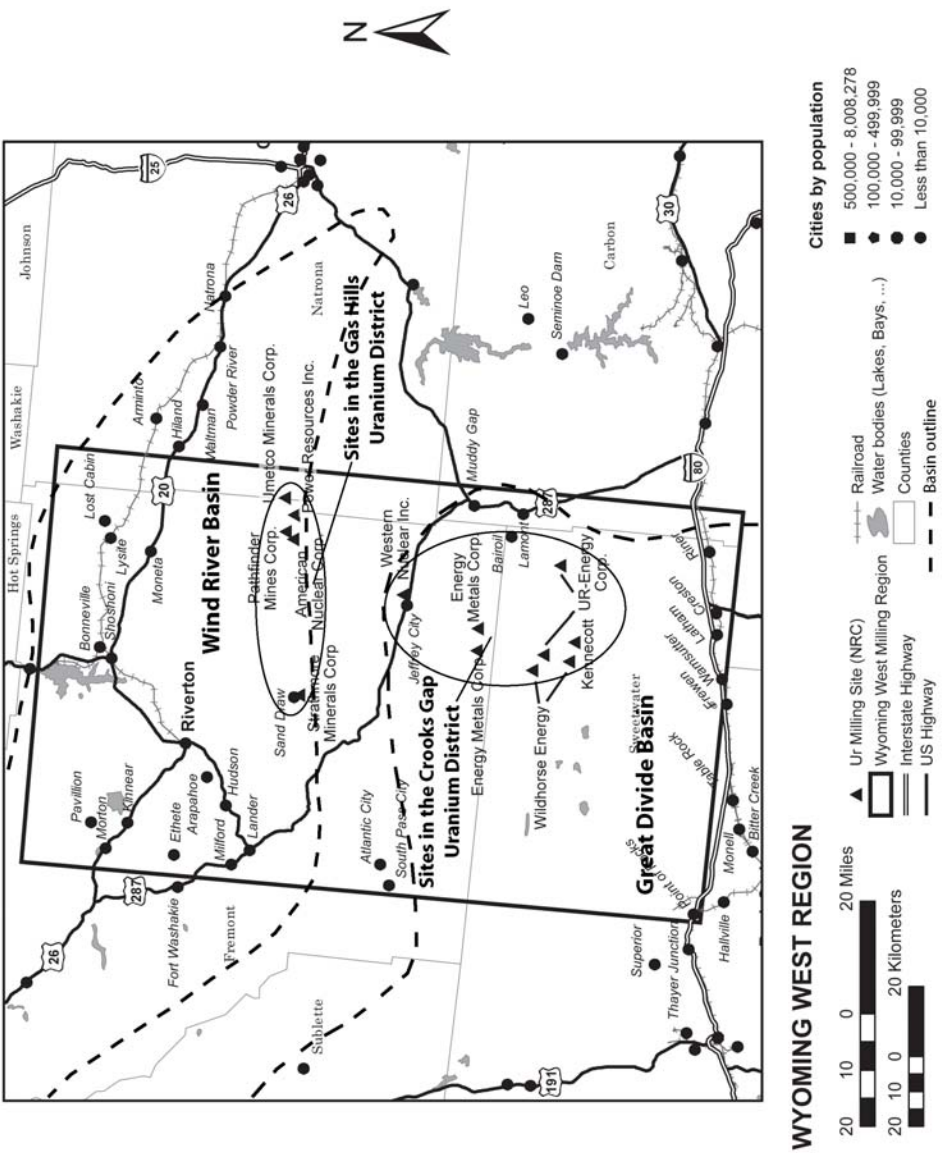 N
Hot Springs
Washakie
Johnson
25
Bonneville
Shoshoni
Lost Cabin
Lysite
Arminto
Moneta
20
Hiland
Waltman
Powder River
Natrona
26
Natrona
Pavillion
Morton
Kinnear
Riverton
Wind River Basin
26
287
Ethete
Arapahoe
Hudson
Milford
Lander
Fort Washakie
Fremont
Pathfinder
Mines Corp.
Umetco Minerals Corp.
Power Resources Inc.
American
Nuclear Corp
Sand Draw
Strathmore
Minerals Corp
Sites in the Gas Hills
Uranium District
Western
Nuclear Inc.
Jeffrey City
Atlantic City
South Pass City
Sites in the Crooks Gap
Uranium District
Energy Metals Corp
Energy
Metals Corp
Muddy Gap
287
Bairoil
Lamont
UR-Energy
Corp.
Kennecott
Wildhorse Energy
Sweetwater
Great Divide Basin
Leo
Seminoe Dam
Carbon
30
80
Sublette
191
Superior
Thayer Junction
Hallville
Point of Rocks
Bitter Creek
Monell
Table Rock
Frewen
Wamsutter
Latham
Creston
Riner
WYOMING WEST REGION
20 10 0 20 Miles
20 10 0 20 Kilometers
Ur Milling Site (NRC)
Wyoming West Milling Region
Interstate Highway
US Highway
Railroad
Water bodies (Lakes, Bays, ...)
Counties
Basin outline
Cities by population
500,000 - 8,008,278
100,000 - 499,999
10,000 - 99,999
Less than 10,000